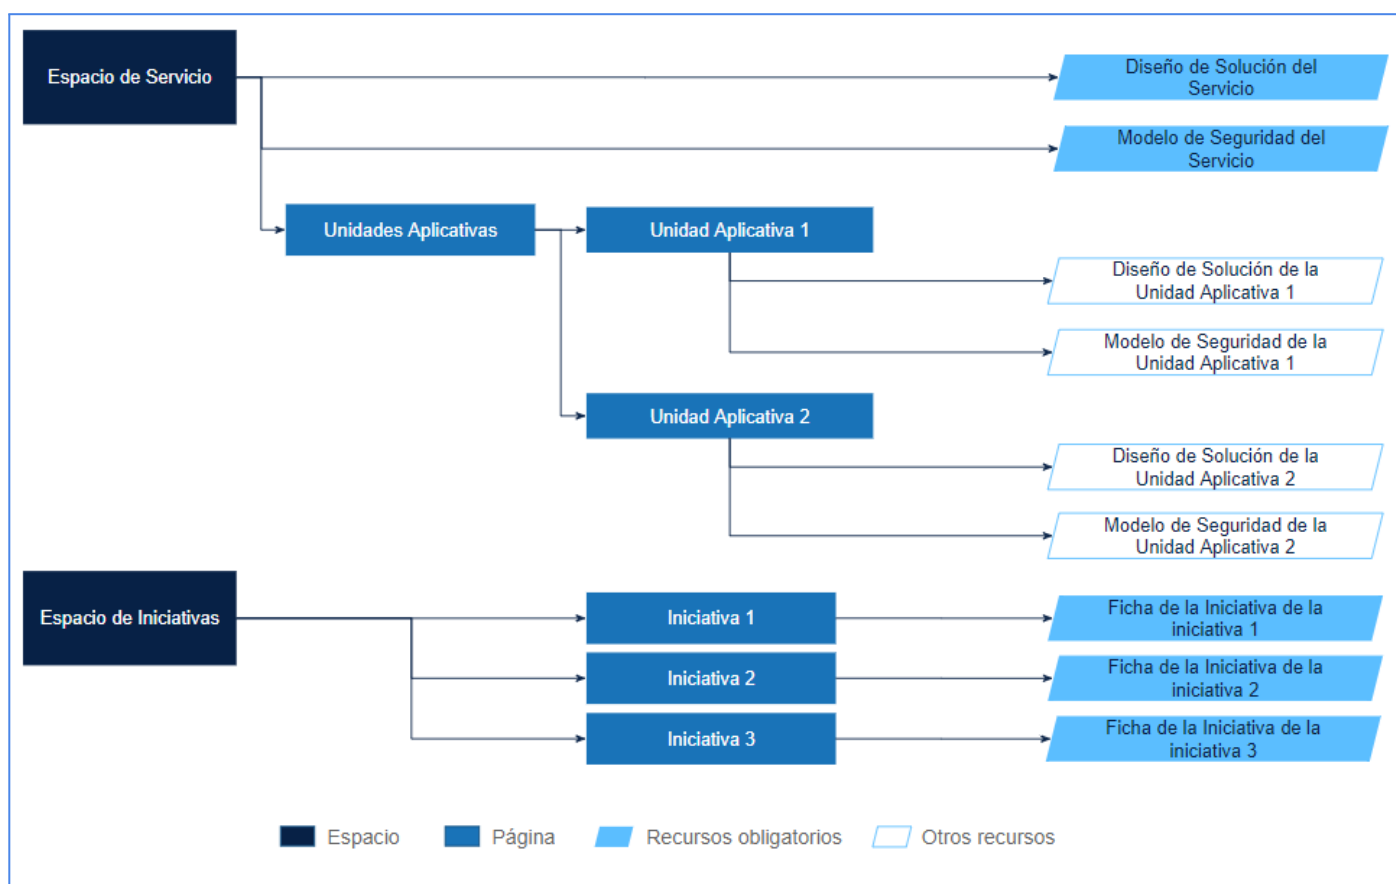 Espacio de Servicio
Diseño de Solución del
Servicio
Modelo de Seguridad del
Servicio
Unidades Aplicativas
Unidad Aplicativa 1
Diseño de Solución de la
Unidad Aplicativa 1
Modelo de Seguridad de la
Unidad Aplicativa 1
Unidad Aplicativa 2
Diseño de Solución de la
Unidad Aplicativa 2
Modelo de Seguridad de la
Unidad Aplicativa 2
Espacio de Iniciativas
Iniciativa 1
Ficha de la Iniciativa de la
iniciativa 1
Iniciativa 2
Ficha de la Iniciativa de la
iniciativa 2
Iniciativa 3
Ficha de la Iniciativa de la
iniciativa 3
Espacio
Página
Recursos obligatorios
Otros recursos